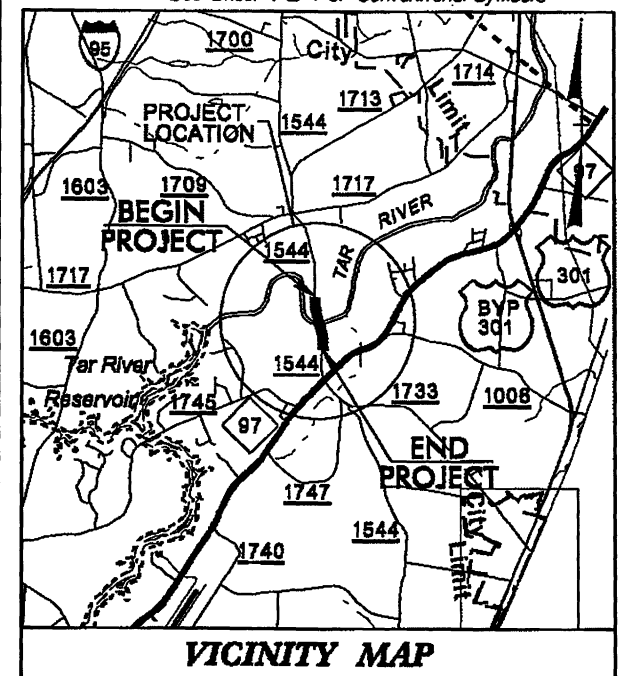 95
1700
City
1714
1713
Limit
PROJECT
LOCATION
1544
97
1603
1709
1717
BEGIN
PROJECT
RIVER
TAR
1544
1717
301
BYP
301
1603
Tar River
Reservoir
1745
1544
1733
1008
97
END
PROJECT
1747
City
Limit
1544
1740
VICINITY MAP